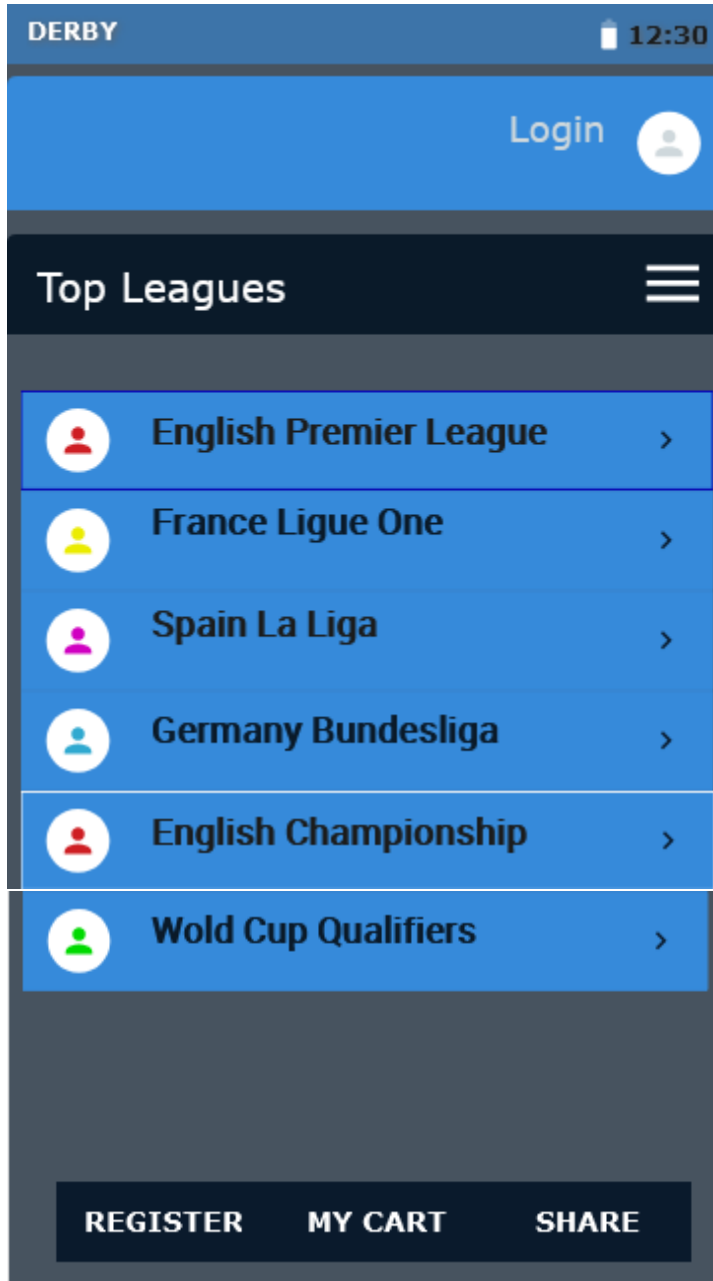 DERBY 12:30
Login
Top Leagues
English Premier League
France Ligue One
Spain La Liga
Germany Bundesliga
English Championship
Wold Cup Qualifiers
REGISTER MY CART SHARE